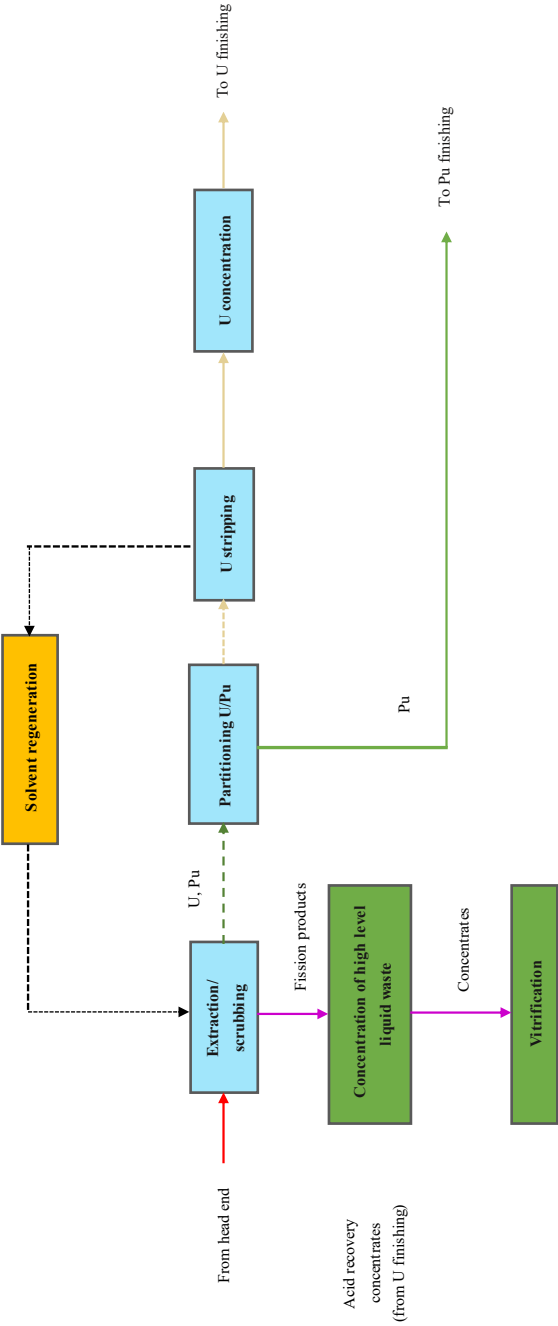 Solvent regeneration
From head end
Extraction/
scrubbing
U, Pu
Partitioning U/Pu
U stripping
U concentration
To U finishing
Fission products
Pu
To Pu finishing
Acid recovery
concentrates
(from U finishing)
Concentration of high level
liquid waste
Concentrates
Vitrification